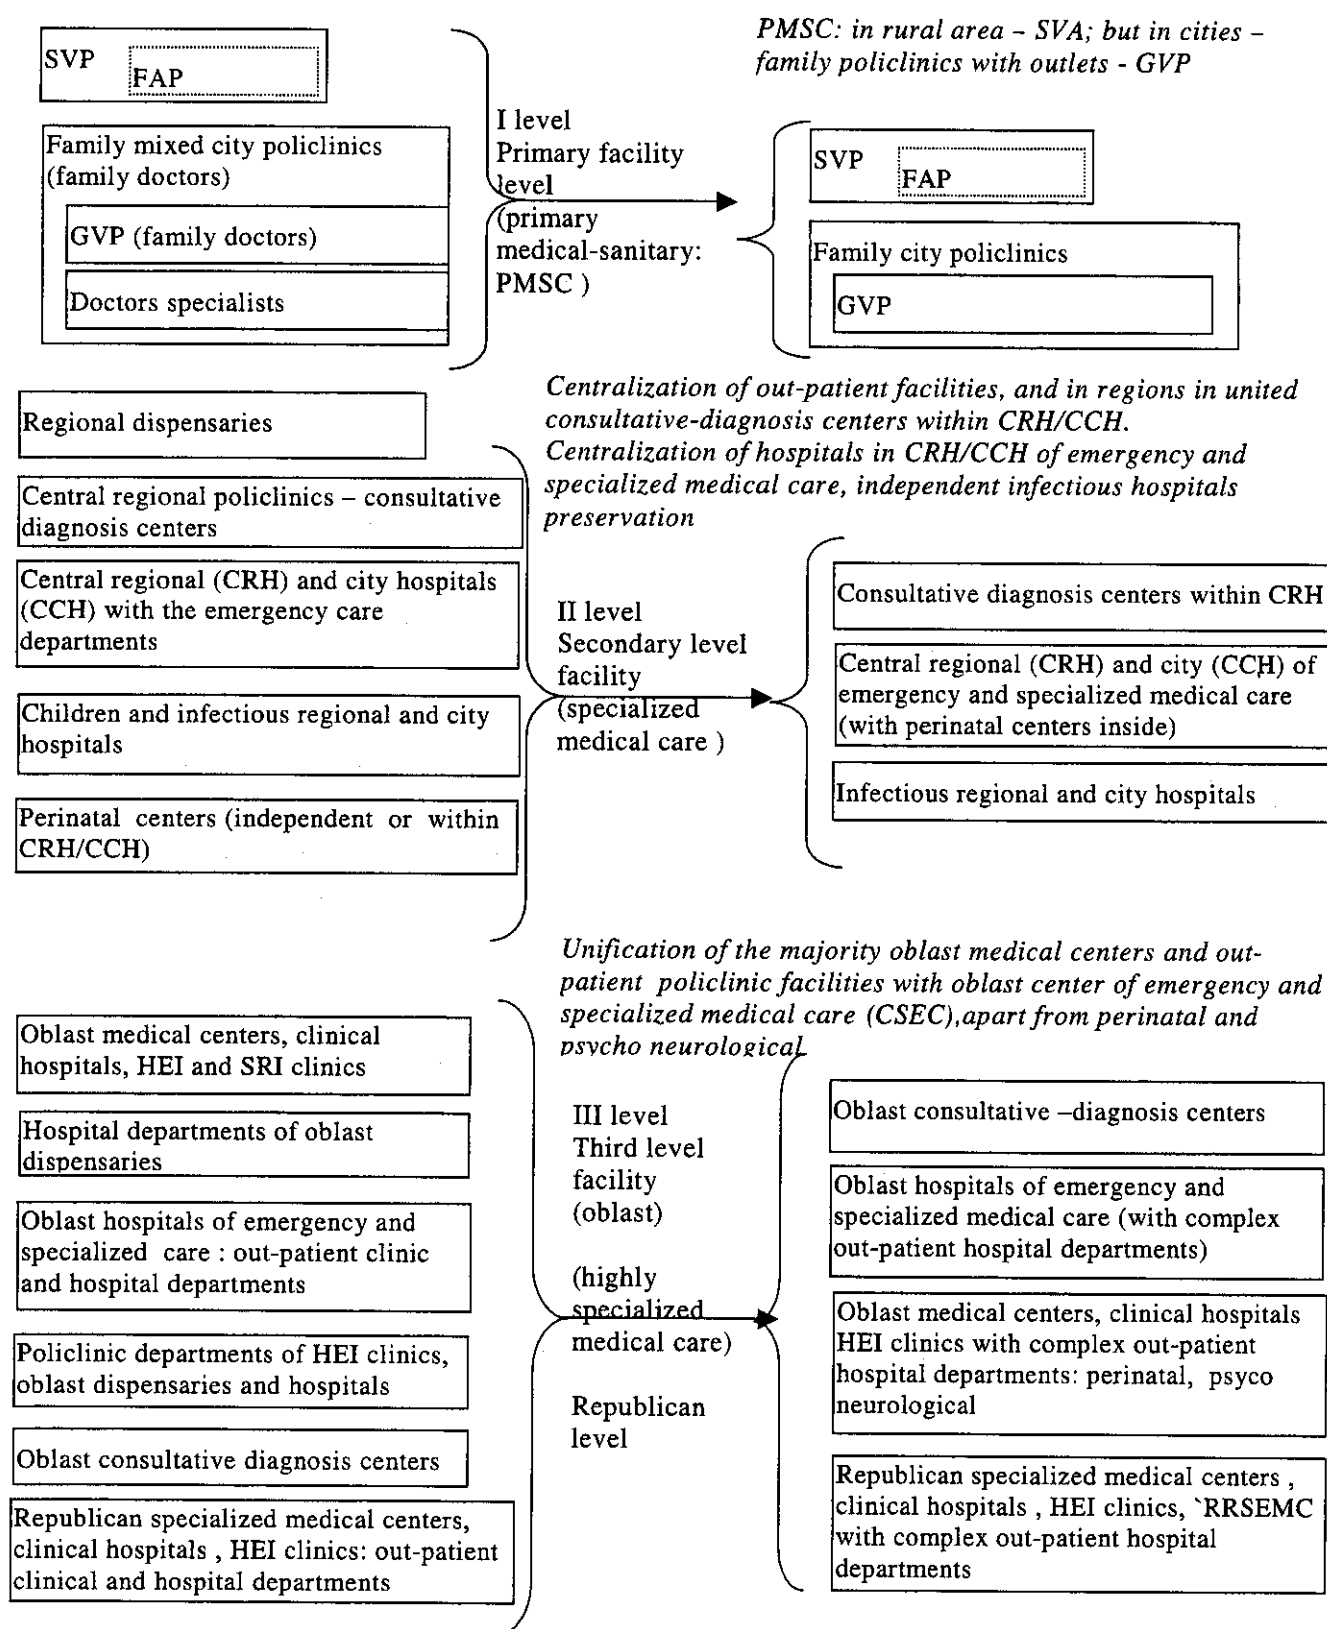 PMSC: in rural area – SVA; but in cities –
family policlinics with outlets - GVP
SVP
FAP
Family mixed city policlinics
(family doctors)
GVP (family doctors)
Doctors specialists
I level
Primary facility
level
(primary
medical-sanitary:
PMSC )
SVP
FAP
Family city policlinics
GVP
Centralization of out-patient facilities, and in regions in united
consultative-diagnosis centers within CRH/CCH.
Centralization of hospitals in CRH/CCH of emergency and
specialized medical care, independent infectious hospitals
preservation
Regional dispensaries
Central regional policlinics – consultative
diagnosis centers
Central regional (CRH) and city hospitals
(CCH) with the emergency care
departments
Children and infectious regional and city
hospitals
Perinatal centers (independent or within
CRH/CCH)
II level
Secondary level
facility
(specialized
medical care )
Consultative diagnosis centers within CRH
Central regional (CRH) and city (CCH) of
emergency and specialized medical care
(with perinatal centers inside)
Infectious regional and city hospitals
Unification of the majority oblast medical centers and out-
patient policlinic facilities with oblast center of emergency and
specialized medical care (CSEC),apart from perinatal and
psycho neurological
Oblast medical centers, clinical
hospitals, HEI and SRI clinics
Hospital departments of oblast
dispensaries
Oblast hospitals of emergency and
specialized care : out-patient clinic
and hospital departments
Policlinic departments of HEI clinics,
oblast dispensaries and hospitals
Oblast consultative diagnosis centers
Republican specialized medical centers,
clinical hospitals , HEI clinics: out-patient
clinical and hospital departments
III level
Third level
facility
(oblast)
(highly
specialized
medical care)
Republican
level
Oblast consultative –diagnosis centers
Oblast hospitals of emergency and
specialized medical care (with complex
out-patient hospital departments)
Oblast medical centers, clinical hospitals
HEI clinics with complex out-patient
hospital departments: perinatal, psyco
neurological
Republican specialized medical centers ,
clinical hospitals , HEI clinics, `RRSEMC
with complex out-patient hospital
departments